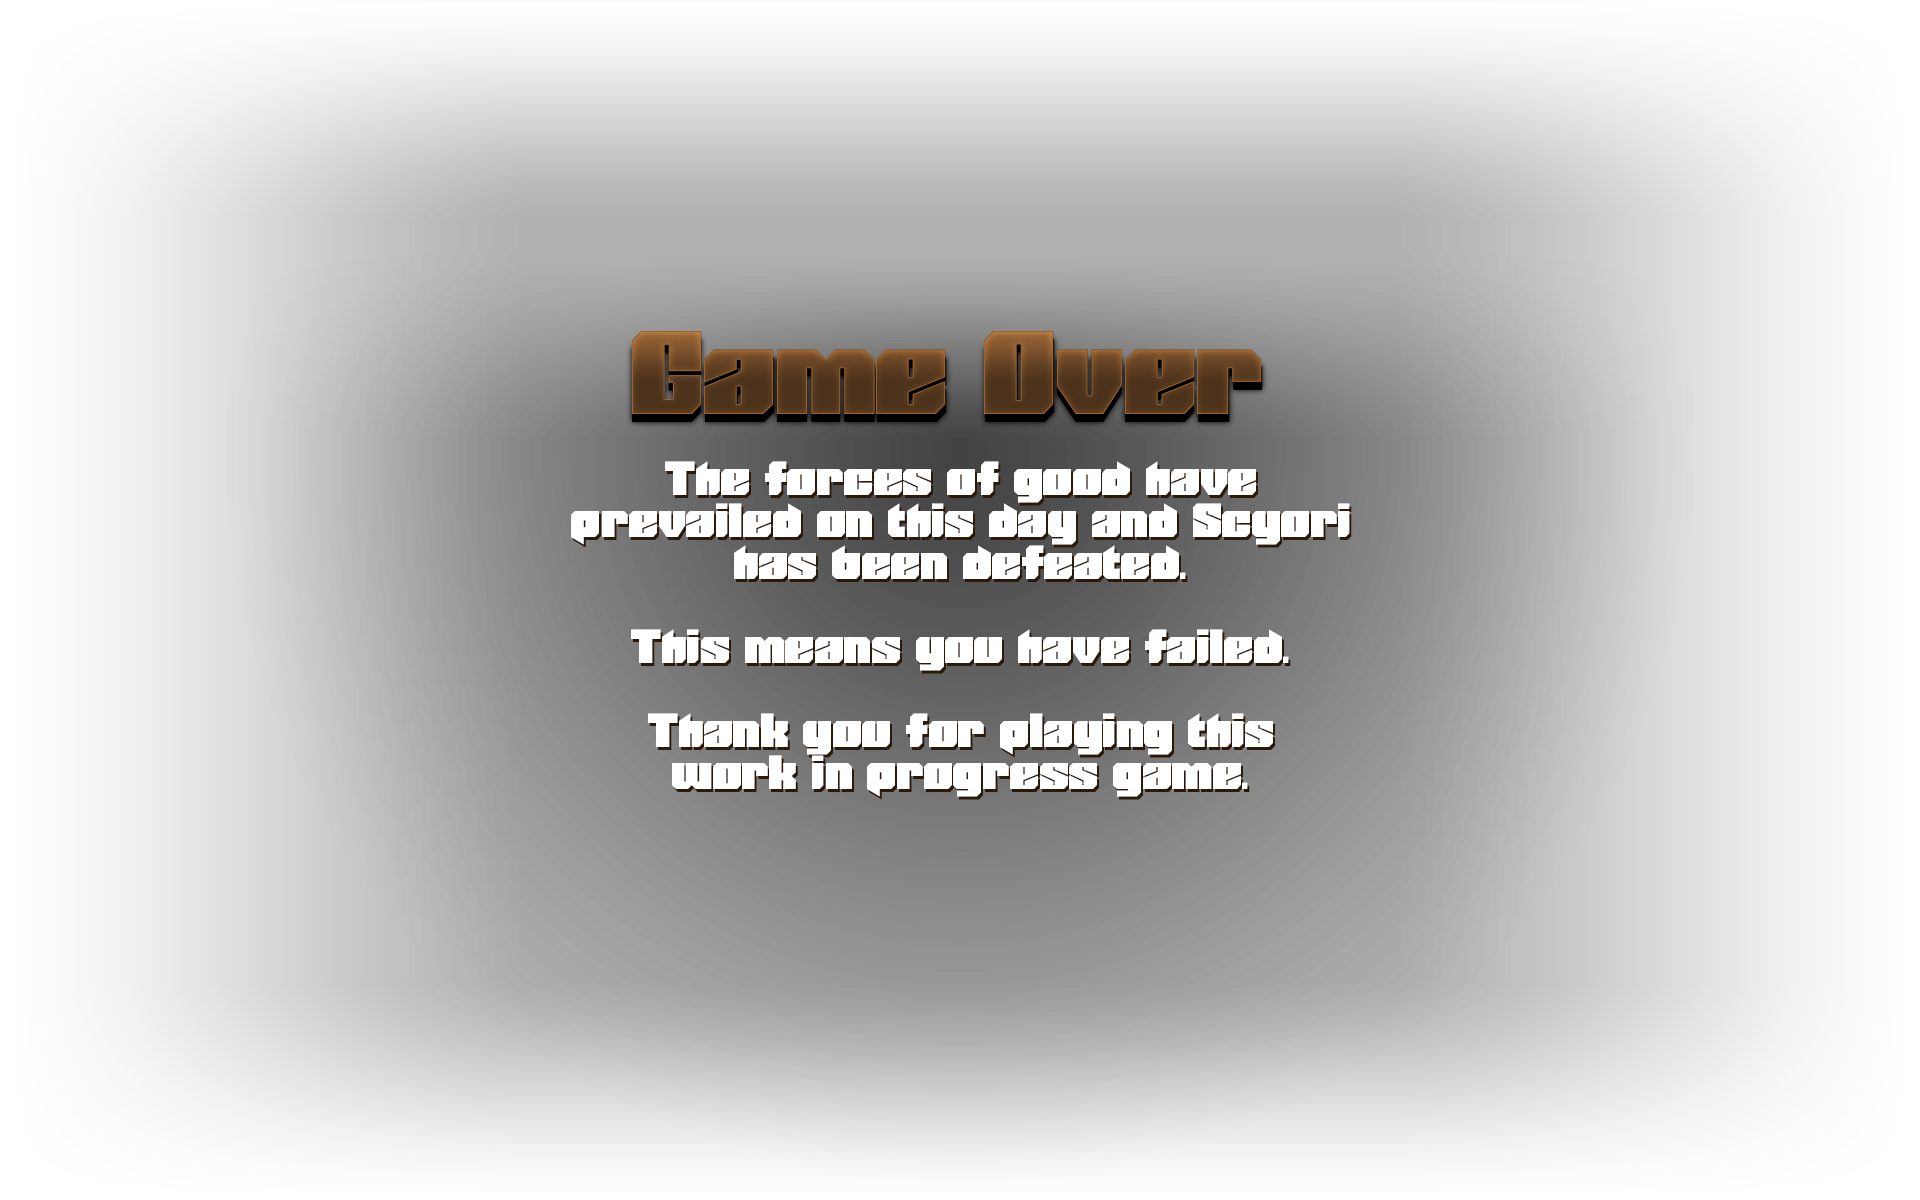 Game Over
The forces of good have
prevailed on this day and Scyori
has been defeated.
This means you have failed.
Thank you for playing this
work in progress game.